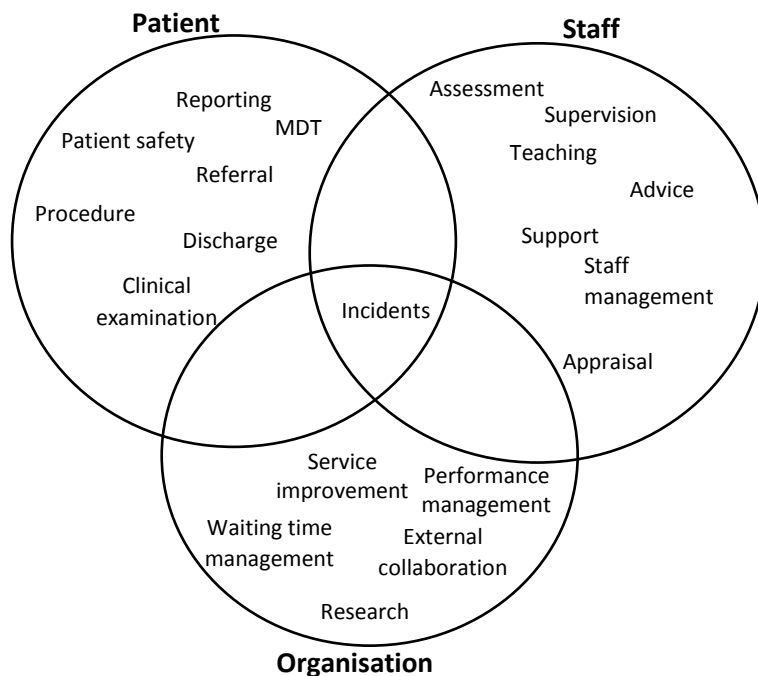 Patient
Staff
Reporting
MDT
Patient safety
Referral
Procedure
Discharge
Clinical
examination
Assessment
Supervision
Teaching
Advice
Support
Staff
management
Appraisal
Incidents
Service
improvement
Performance
management
Waiting time
management
External
collaboration
Research
Organisation